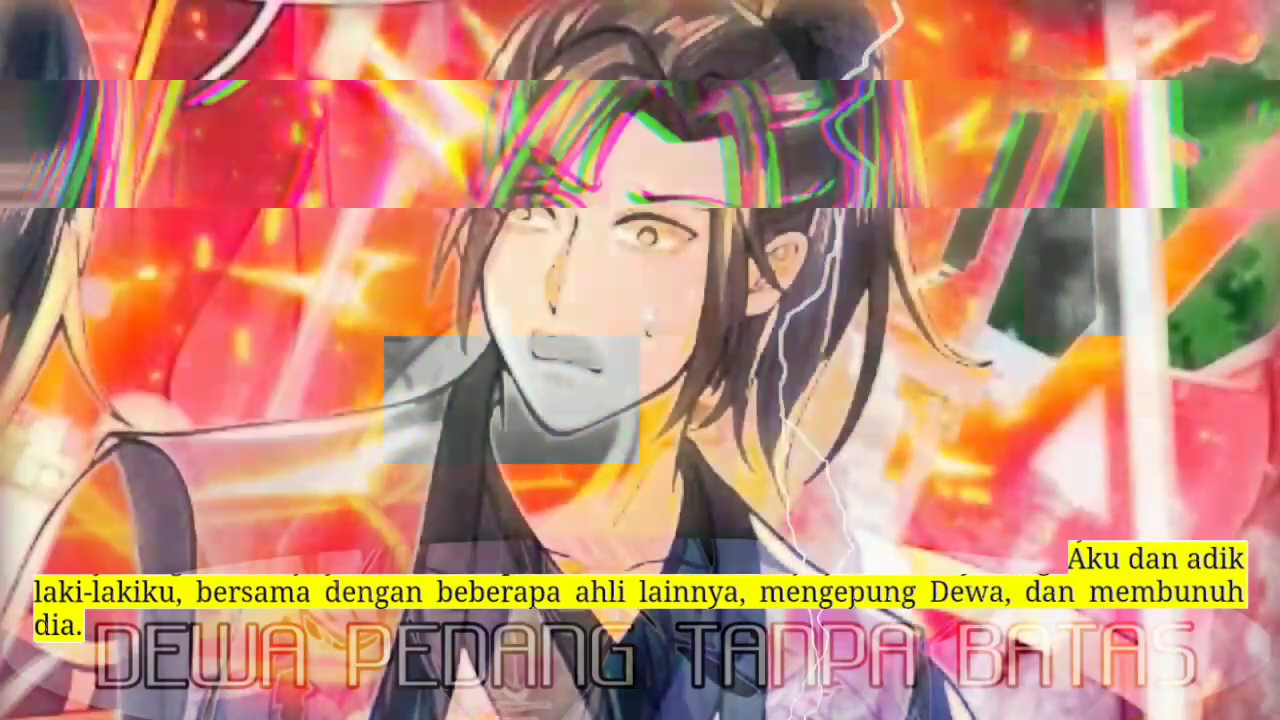 Aku dan adik
laki-lakiku, bersama dengan beberapa ahli lainnya, mengepung Dewa, dan membunuh
dia.
DEWA PEDANG TANPA BATAS